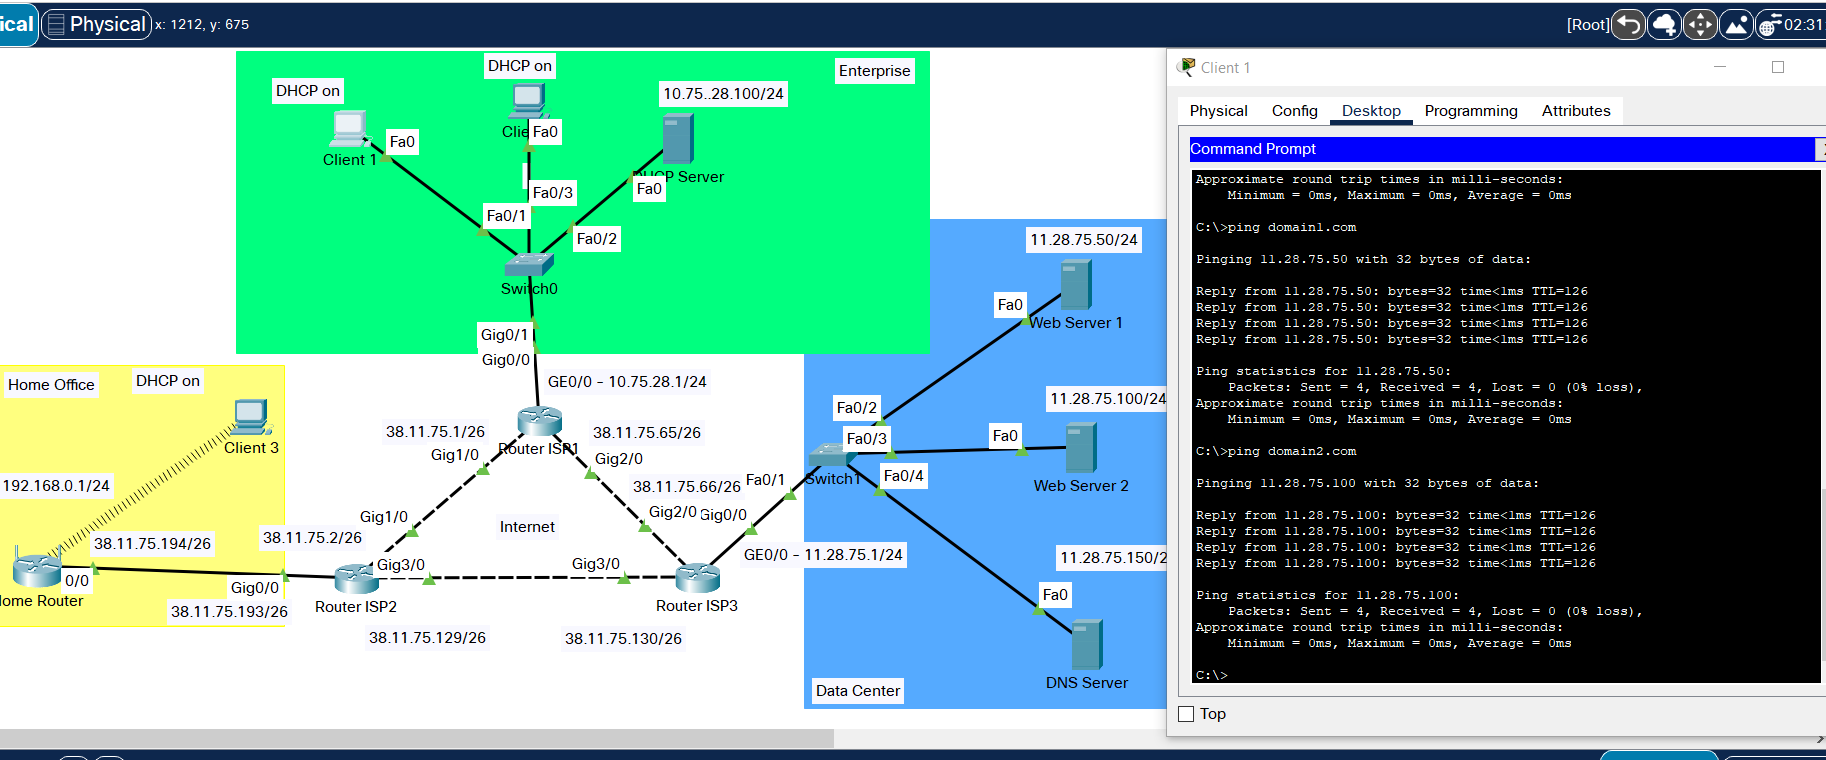 ical
Physical
x: 1212, y: 675
[Root]
02:31
DHCP on
DHCP on
Enterprise
10.75..28.100/24
Clie
Fa0
Fa0
Client 1
DHCP Server
Fa0
Fa0/3
Fa0/1
Fa0/2
Switch0
Gig0/1
Gig0/0
GE0/0 - 10.75.28.1/24
Home Office
DHCP on
Client 3
192.168.0.1/24
38.11.75.194/26
0/0
ome Router
Gig0/0
38.11.75.193/26
38.11.75.1/26
Gig1/0
Router ISP1
38.11.75.65/26
Gig2/0
38.11.75.66/26
Gig2/0
Gig0/0
Fa0/1
Gig1/0
38.11.75.2/26
Internet
Gig3/0
Gig3/0
GE0/0 - 11.28.75.1/24
Router ISP2
Router ISP3
38.11.75.129/26
38.11.75.130/26
11.28.75.50/24
Fa0
Web Server 1
11.28.75.100/24
Fa0/2
Fa0/3
Fa0
Switch1
Fa0/4
Web Server 2
11.28.75.150/2
Fa0
DNS Server
Data Center
Client 1
Physical Config Desktop Programming Attributes
Command Prompt
Approximate round trip times in milli-seconds:
Minimum = 0ms, Maximum = 0ms, Average = 0ms
C:\>ping domain1.com
Pinging 11.28.75.50 with 32 bytes of data:
Reply from 11.28.75.50: bytes=32 time<1ms TTL=126
Reply from 11.28.75.50: bytes=32 time<1ms TTL=126
Reply from 11.28.75.50: bytes=32 time<1ms TTL=126
Reply from 11.28.75.50: bytes=32 time<1ms TTL=126
Ping statistics for 11.28.75.50:
Packets: Sent = 4, Received = 4, Lost = 0 (0% loss),
Approximate round trip times in milli-seconds:
Minimum = 0ms, Maximum = 0ms, Average = 0ms
C:\>ping domain2.com
Pinging 11.28.75.100 with 32 bytes of data:
Reply from 11.28.75.100: bytes=32 time<1ms TTL=126
Reply from 11.28.75.100: bytes=32 time<1ms TTL=126
Reply from 11.28.75.100: bytes=32 time<1ms TTL=126
Reply from 11.28.75.100: bytes=32 time<1ms TTL=126
Ping statistics for 11.28.75.100:
Packets: Sent = 4, Received = 4, Lost = 0 (0% loss),
Approximate round trip times in milli-seconds:
Minimum = 0ms, Maximum = 0ms, Average = 0ms
C:\>
Top